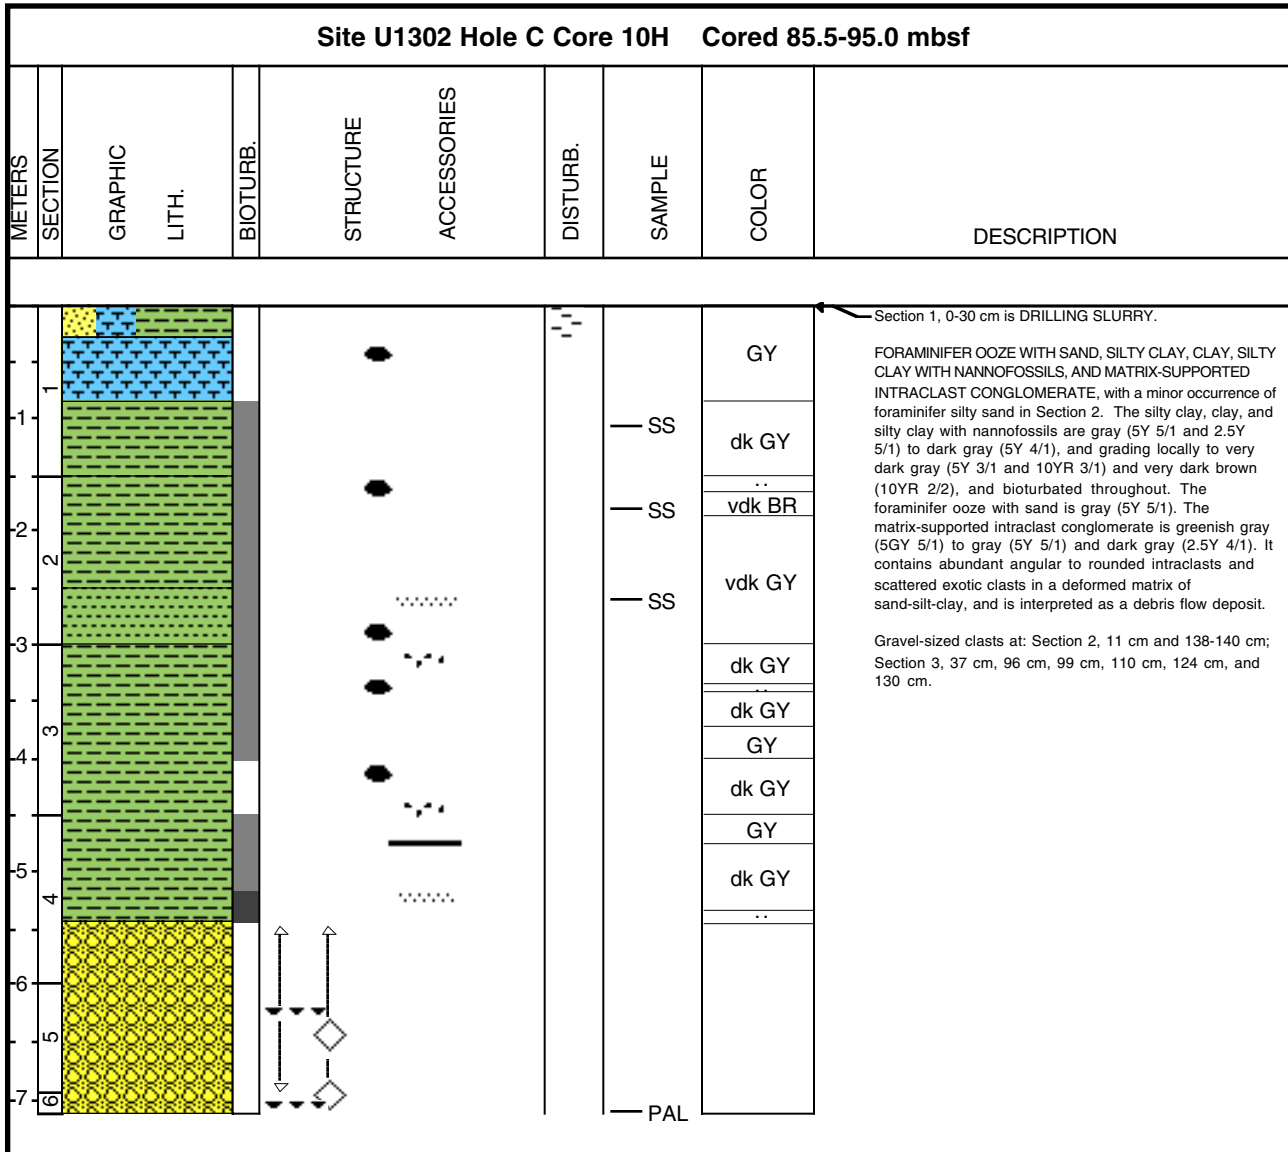 Site U1302 Hole C Core 10H    Cored 85.5-95.0 mbsf
METERS
SECTION
GRAPHIC
LITH.
BIOTURB.
STRUCTURE
ACCESSORIES
DISTURB.
SAMPLE
COLOR
DESCRIPTION
1
2
3
4
5
6
7
1
2
3
4
5
6
SS
SS
SS
PAL
GY
dk GY
. .
vdk BR
vdk GY
dk GY
. .
dk GY
GY
dk GY
GY
dk GY
. .
Section 1, 0-30 cm is DRILLING SLURRY.
FORAMINIFER OOZE WITH SAND, SILTY CLAY, CLAY, SILTY
CLAY WITH NANNOFOSSILS, AND MATRIX-SUPPORTED
INTRACLAST CONGLOMERATE, with a minor occurrence of
foraminifer silty sand in Section 2. The silty clay, clay, and
silty clay with nannofossils are gray (5Y 5/1 and 2.5Y
5/1) to dark gray (5Y 4/1), and grading locally to very
dark gray (5Y 3/1 and 10YR 3/1) and very dark brown
(10YR 2/2), and bioturbated throughout. The
foraminifer ooze with sand is gray (5Y 5/1). The
matrix-supported intraclast conglomerate is greenish gray
(5GY 5/1) to gray (5Y 5/1) and dark gray (2.5Y 4/1). It
contains abundant angular to rounded intraclasts and
scattered exotic clasts in a deformed matrix of
sand-silt-clay, and is interpreted as a debris flow deposit.
Gravel-sized clasts at: Section 2, 11 cm and 138-140 cm;
Section 3, 37 cm, 96 cm, 99 cm, 110 cm, 124 cm, and
130 cm.